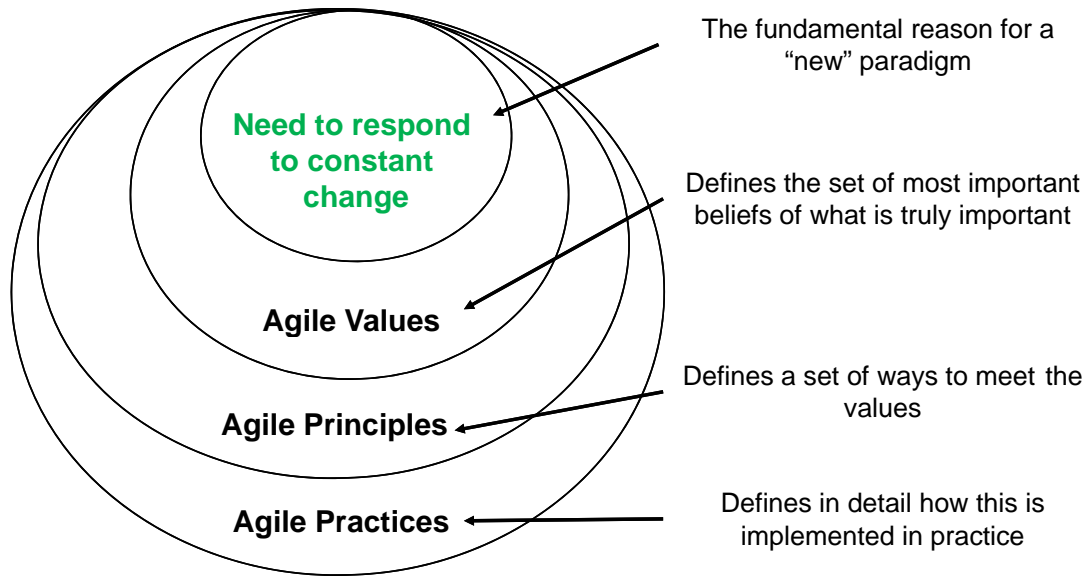 The fundamental reason for a
“new” paradigm
Need to respond
to constant
change
Defines the set of most important
beliefs of what is truly important
Agile Values
Defines a set of ways to meet the
values
Agile Principles
Defines in detail how this is
implemented in practice
Agile Practices